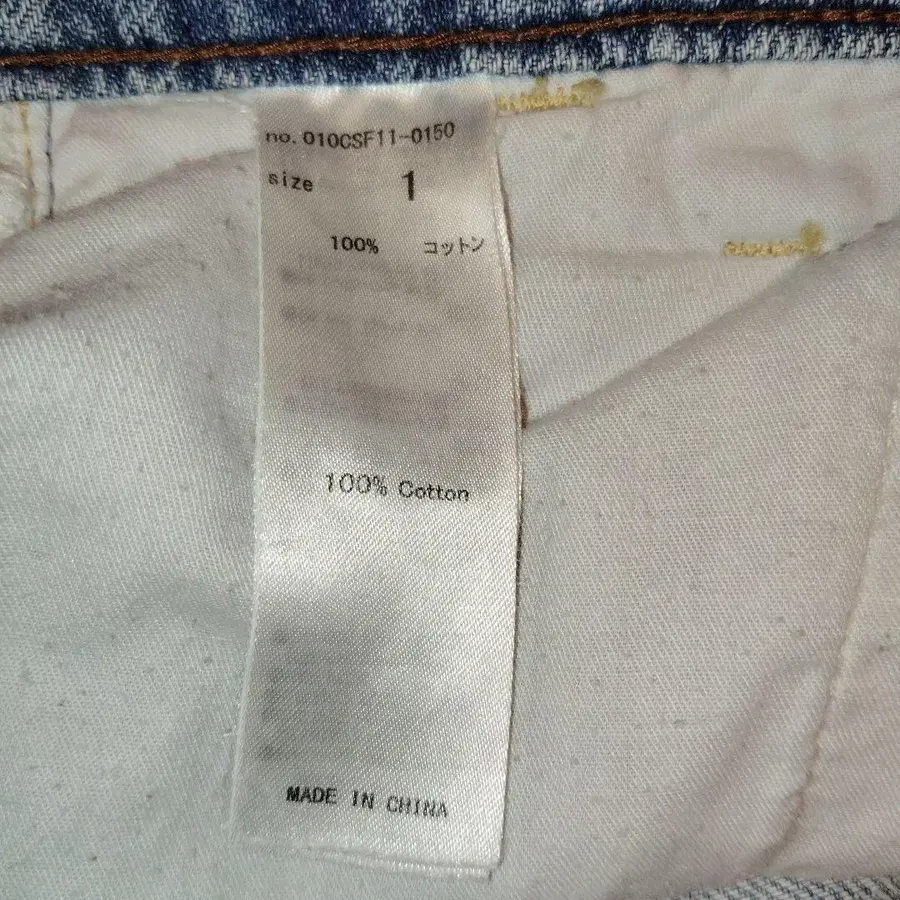 no. 010CSF11-0150
size 1
100% コットン
100% Cotton
MADE IN CHINA